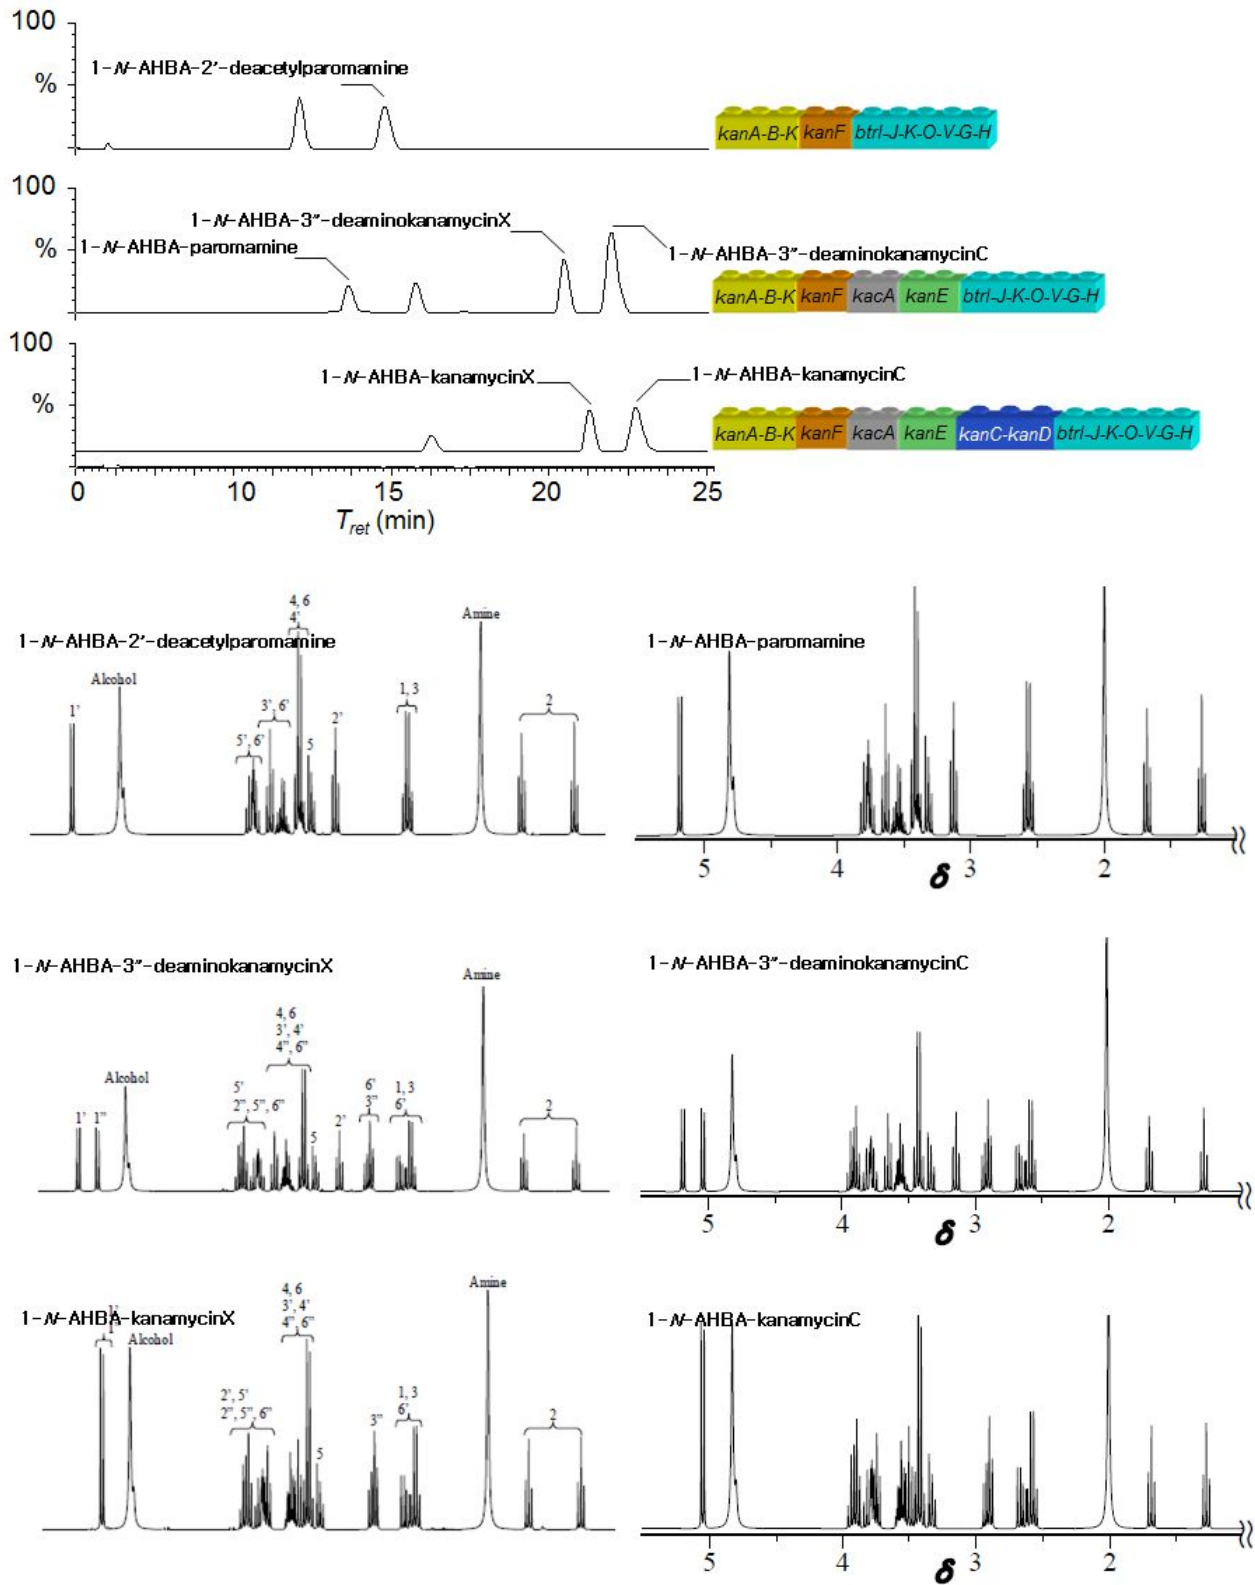 100
%
1-N-AHBA-2'-deacetylparomamine
kanA-B-K kanF btrI-J-K-O-V-G-H
100
%
1-N-AHBA-3"-deaminokanamycinX
1-N-AHBA-paromamine
1-N-AHBA-3"-deaminokanamycinC
kanA-B-K kanF kacA kanE btrI-J-K-O-V-G-H
100
%
1-N-AHBA-kanamycinX
1-N-AHBA-kanamycinC
kanA-B-K kanF kacA kanE kanC-kanD btrI-J-K-O-V-G-H
0 10 15 20 25
Tret (min)
1-N-AHBA-2'-deacetylparomamine
1'
Alcohol
5', 6'
3', 6'
4, 6
4'
5
2'
1, 3
Amine
2
1-N-AHBA-paromamine
5 4 δ 3 2
1-N-AHBA-3"-deaminokanamycinX
1' 1"
Alcohol
5'
2", 5", 6"
4, 6
3', 4'
4", 6"
5
2'
6'
3"
1, 3
6'
Amine
2
1-N-AHBA-3"-deaminokanamycinC
5 4 δ 3 2
1-N-AHBA-kanamycinX
Alcohol
2', 5'
2", 5", 6"
4, 6
3', 4'
4", 6"
5
3"
1, 3
6'
Amine
2
1-N-AHBA-kanamycinC
5 4 δ 3 2